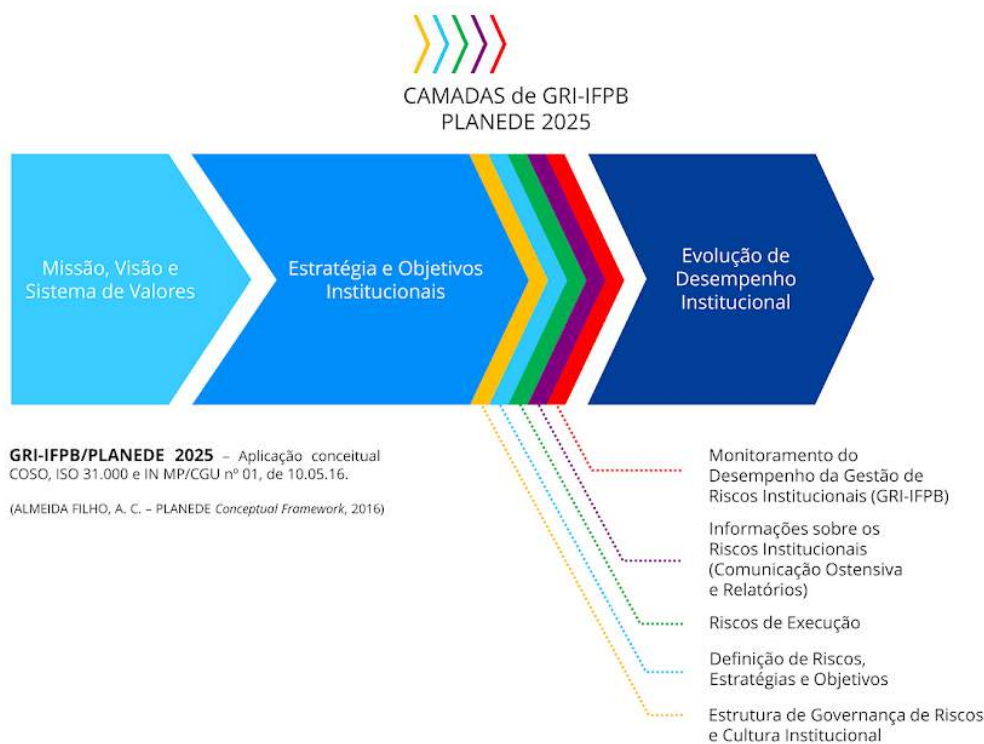 CAMADAS de GRI-IFPB
PLANEDE 2025
Missão, Visão e
Sistema de Valores
Estratégia e Objetivos
Institucionais
Evolução de
Desempenho
Institucional
GRI-IFPB/PLANEDE 2025 – Aplicação conceitual
COSO, ISO 31.000 e IN MP/CGU nº 01, de 10.05.16.
(ALMEIDA FILHO, A. C. – PLANEDE Conceptual Framework, 2016)
Monitoramento do
Desempenho da Gestão de
Riscos Institucionais (GRI-IFPB)
Informações sobre os
Riscos Institucionais
(Comunicação Ostensiva
e Relatórios)
Riscos de Execução
Definição de Riscos,
Estratégias e Objetivos
Estrutura de Governança de Riscos
e Cultura Institucional